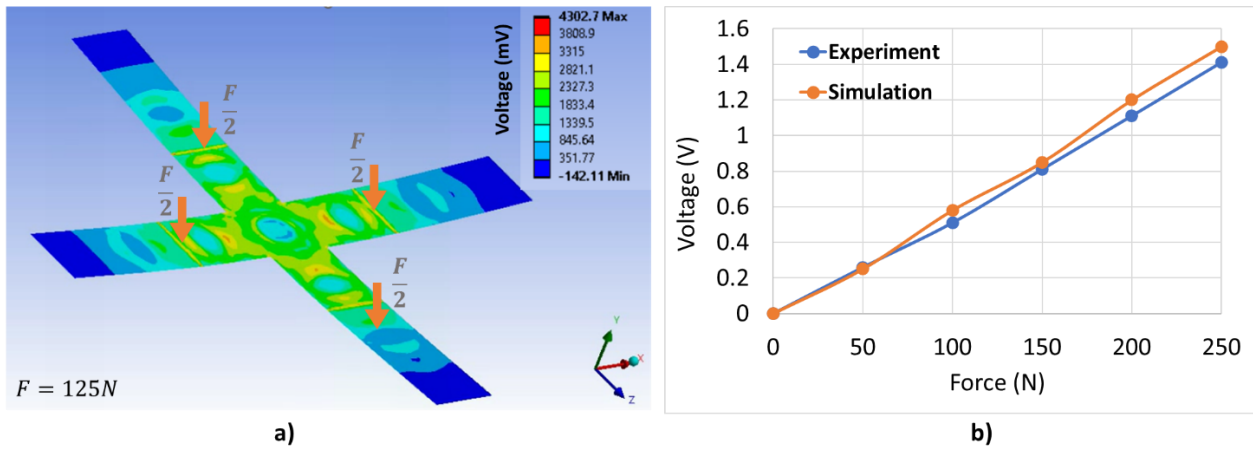 Voltage (mV)
4302.7 Max
3808.9
3315
2821.1
2327.3
1833.4
1339.5
845.64
351.77
-142.11 Min
F
2
F
2
F
2
F
2
Y
X
Z
F = 125N
a)
Voltage (V)
1.6
1.4
1.2
1
0.8
0.6
0.4
0.2
0
Experiment
Simulation
0 50 100 150 200 250
Force (N)
b)